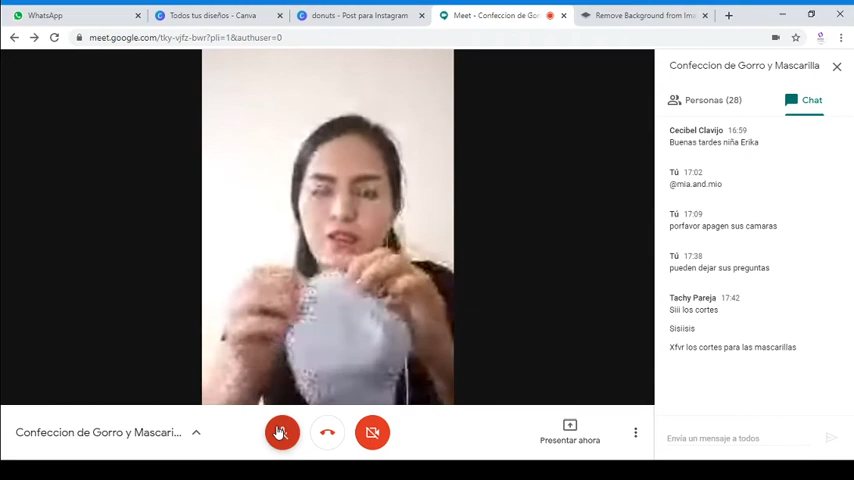 WhatsApp
Todos tus diseños - Canva
donuts - Post para Instagram
Meet - Confeccion de Go
Remove Background from Ima
meet.google.com/tky-vjfz-bwr?pli=1&authuser=0
Confeccion de Gorro y Mascarilla
Personas (28)
Chat
Cecibel Clavijo 16:59
Buenas tardes niña Erika
Tú 17:02
@mia.and.mio
Tú 17:09
porfavor apagen sus camaras
Tú 17:38
pueden dejar sus preguntas
Tachy Pareja 17:42
Siii los cortes
Sisiisis
Xfvr los cortes para las mascarillas
Confeccion de Gorro y Mascari...
Presentar ahora
Envía un mensaje a todos